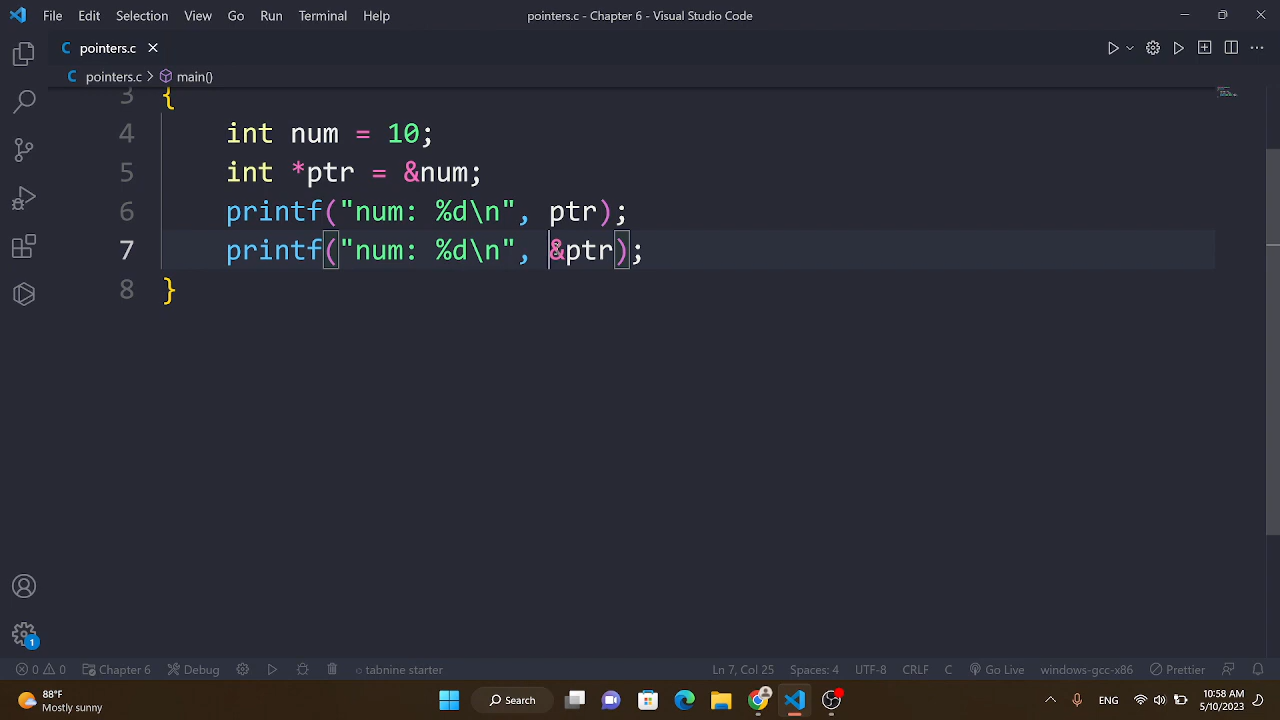 File Edit Selection View Go Run Terminal Help pointers.c - Chapter 6 - Visual Studio Code
C pointers.c
C pointers.c > main()
3 {
4 int num = 10;
5 int *ptr = &num;
6 printf("num: %d\n", ptr);
7 printf("num: %d\n", &ptr);
8 }
1
0 0 Chapter 6 Debug tabnine starter Ln 7, Col 25 Spaces: 4 UTF-8 CRLF C Go Live windows-gcc-x86 Prettier
88°F Search ENG 10:58 AM
Mostly sunny 5/10/2023